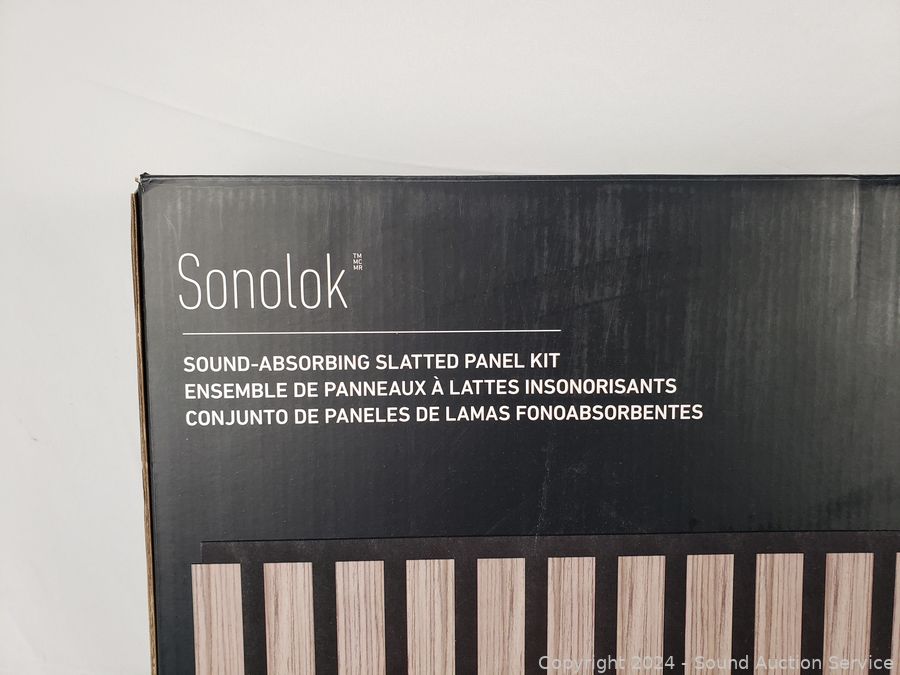 Sonolok
TM
MC
MR
SOUND-ABSORBING SLATTED PANEL KIT
ENSEMBLE DE PANNEAUX À LATTES INSONORISANTS
CONJUNTO DE PANELES DE LAMAS FONOABSORBENTES
Copyright 2024 - Sound Auction Service